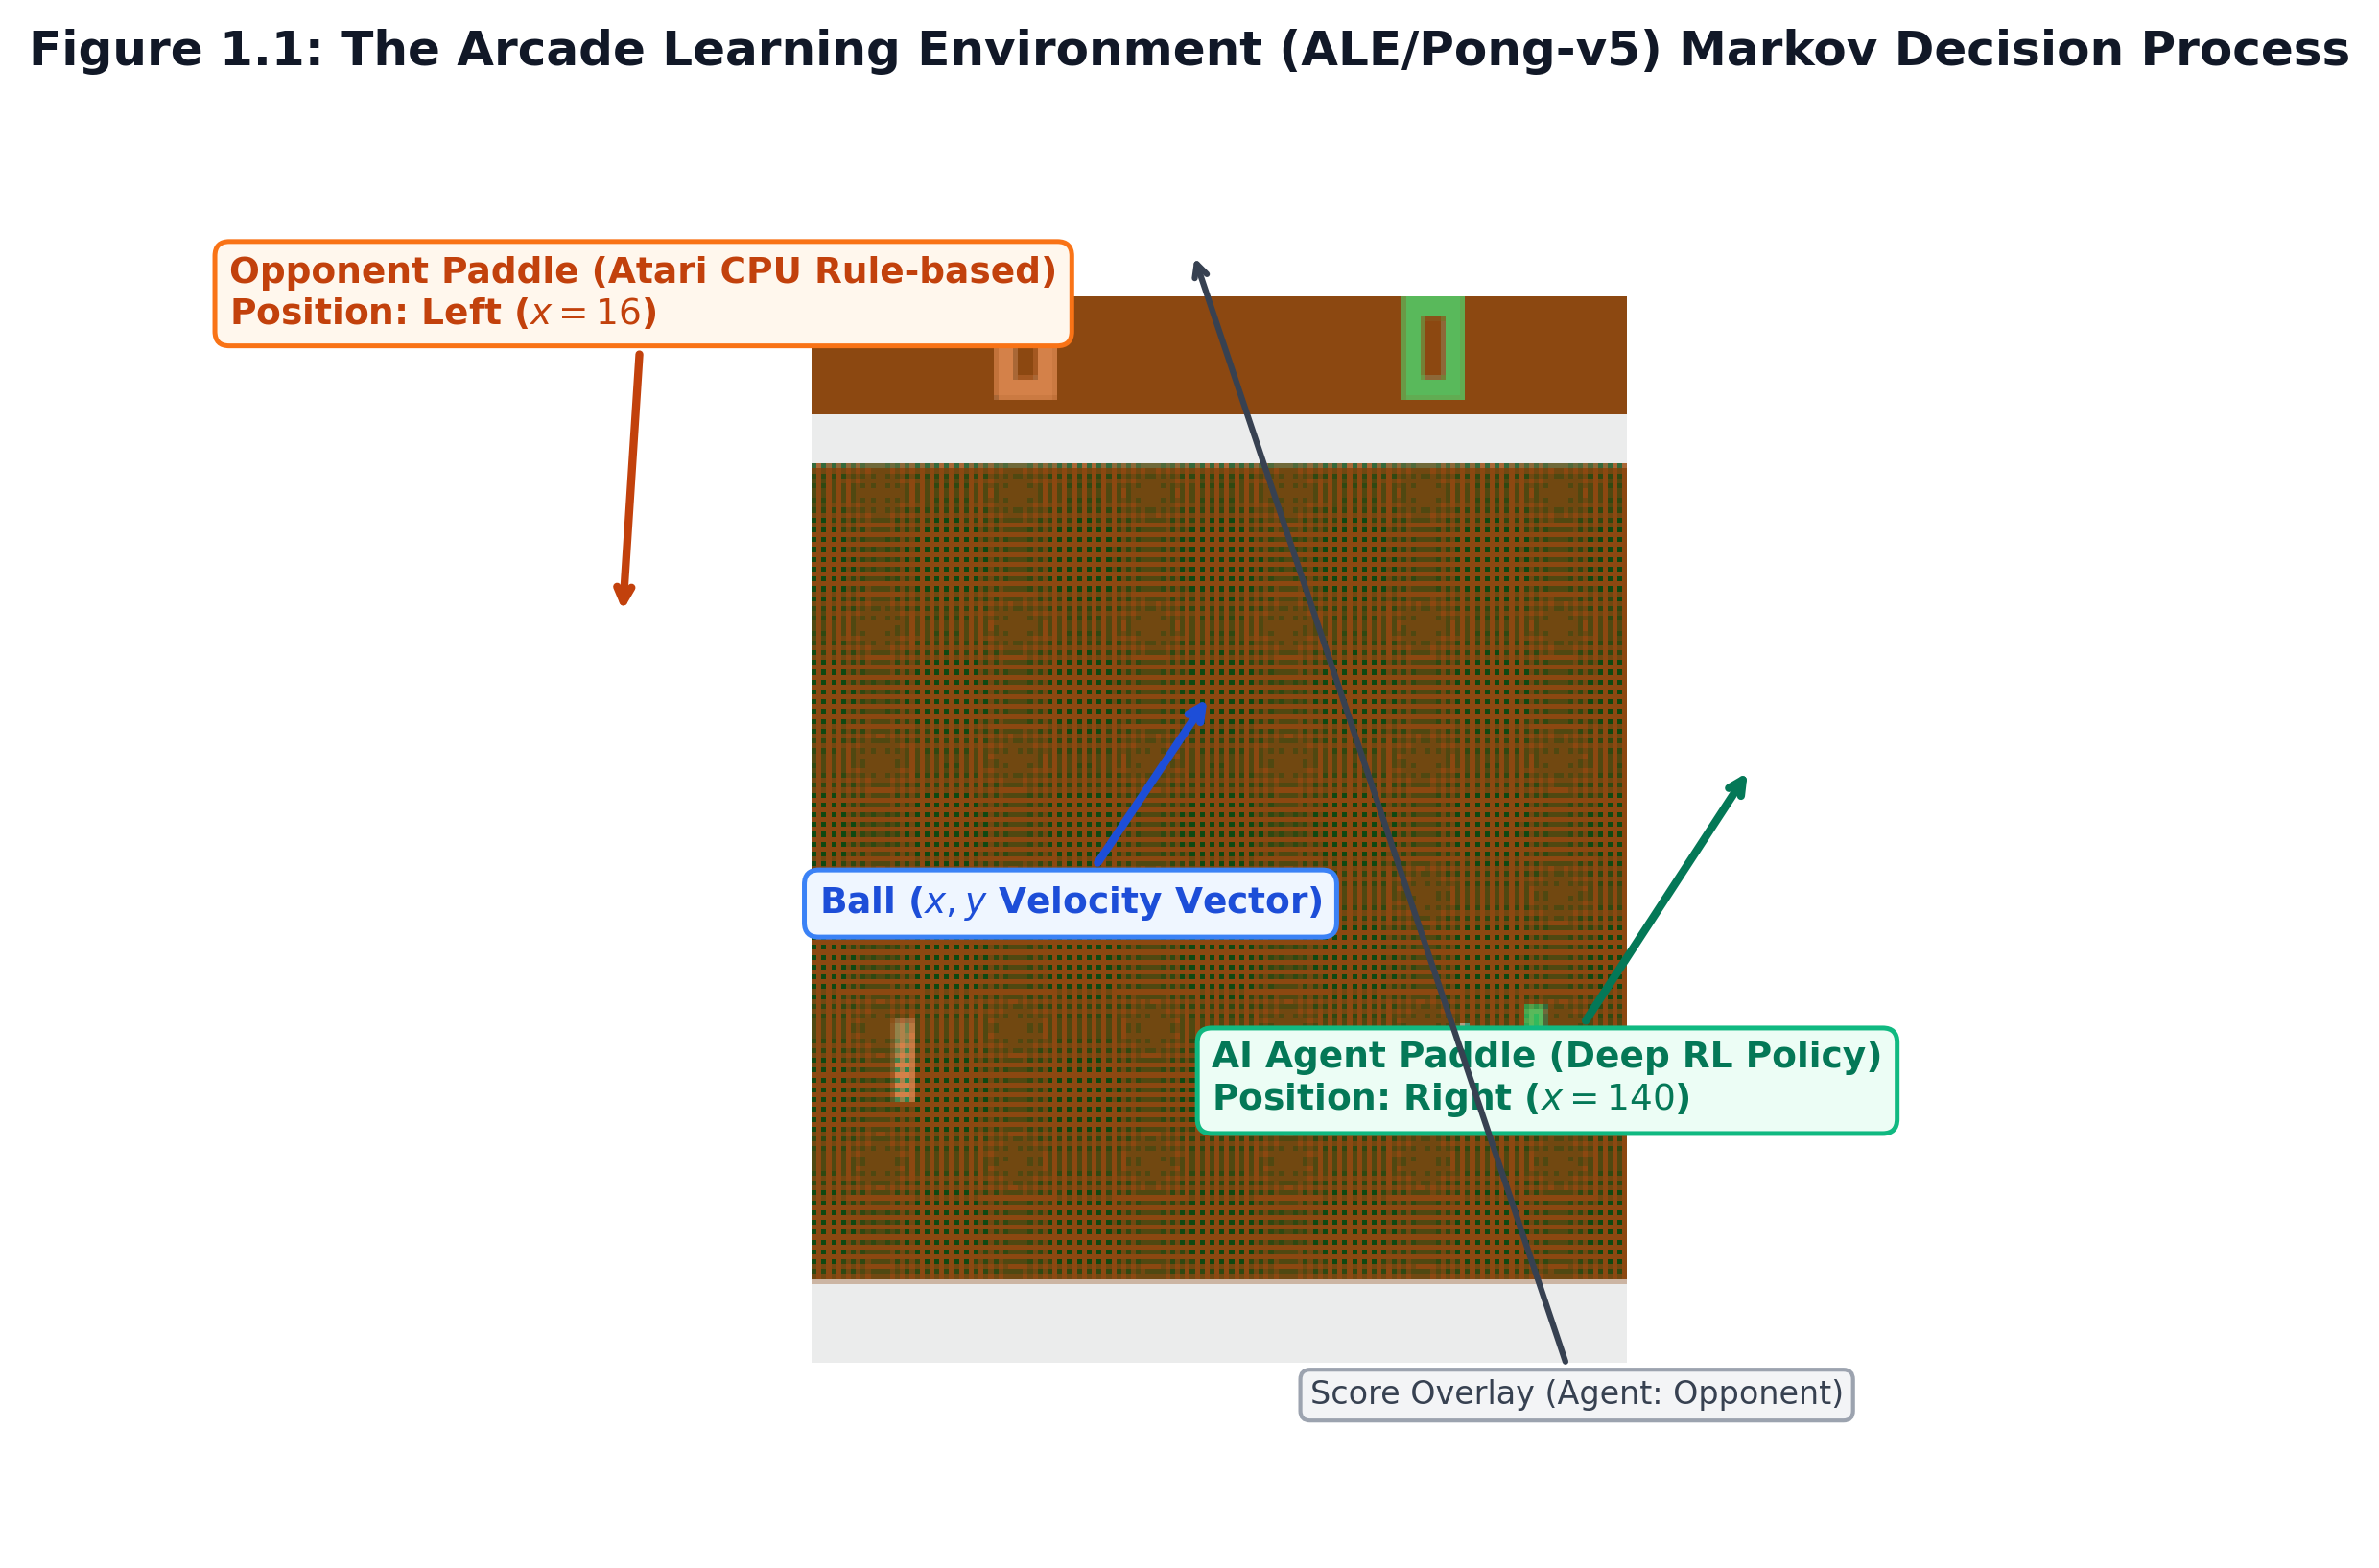 Figure 1.1: The Arcade Learning Environment (ALE/Pong-v5) Markov Decision Process
Opponent Paddle (Atari CPU Rule-based)
Position: Left (x = 16)
0
0
Ball (x, y Velocity Vector)
AI Agent Paddle (Deep RL Policy)
Position: Right (x = 140)
Score Overlay (Agent: Opponent)